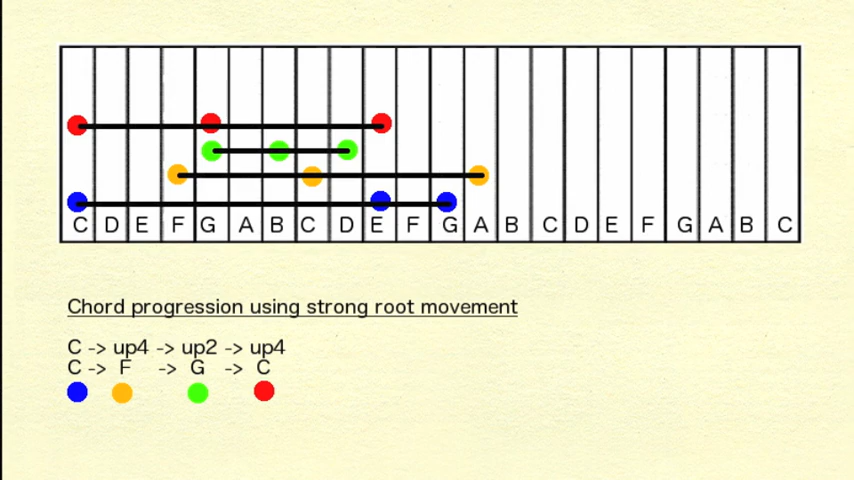 C D E F G A B C D E F G A B C D E F G A B C
Chord progression using strong root movement
C -> up4 -> up2 -> up4
C -> F -> G -> C